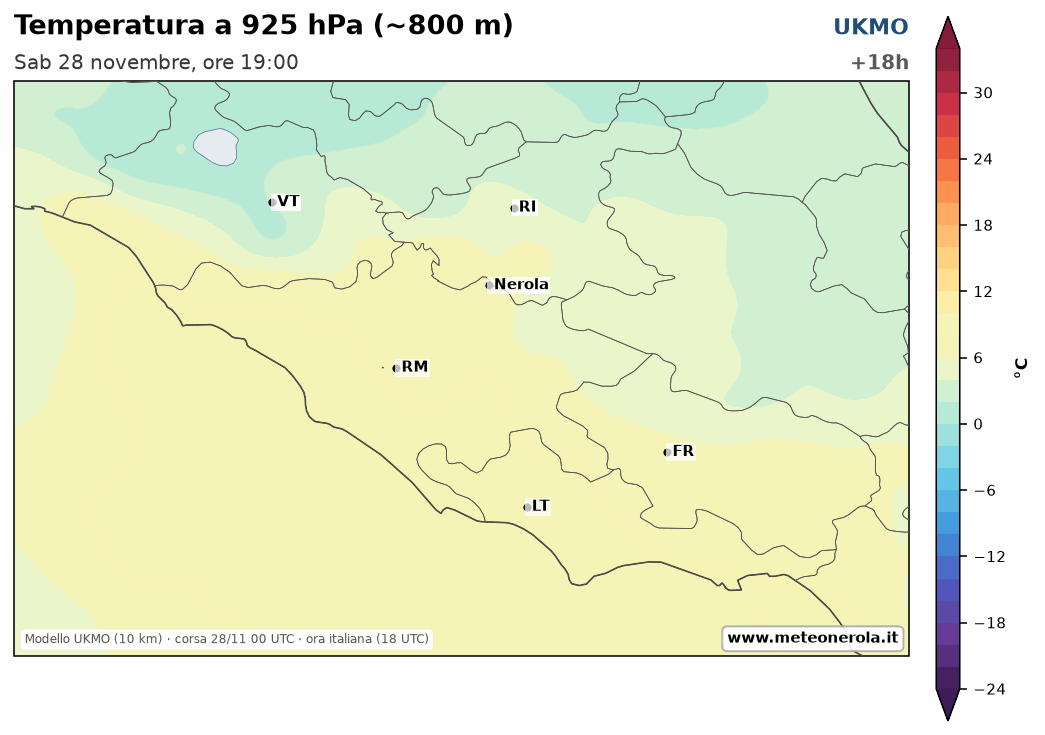 Temperatura a 925 hPa (~800 m)
UKMO
Sab 28 novembre, ore 19:00
+18h
VT
RI
Nerola
RM
FR
LT
Modello UKMO (10 km) · corsa 28/11 00 UTC · ora italiana (18 UTC)
www.meteonerola.it
30
24
18
12
6
0
−6
−12
−18
−24
°C